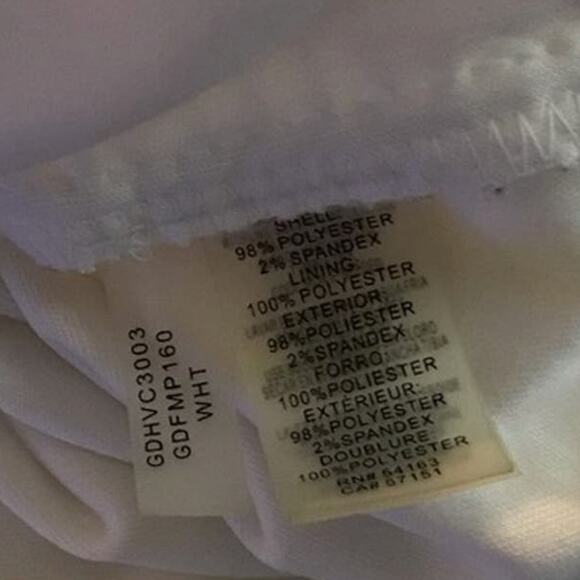 GDHVC3003
GDFMP160
WHT
SHELL:
98% POLYESTER
2% SPANDEX
LINING
100% POLYESTER
EXTERIOR
98%POLIÉSTER
2%SPANDEX
FORRO
100%POLIÉSTER
EXTÉRIEUR:
98%POLYESTER
2%SPANDEX
DOUBLURE
100%POLYESTER
RN# 54163
CA# 57151